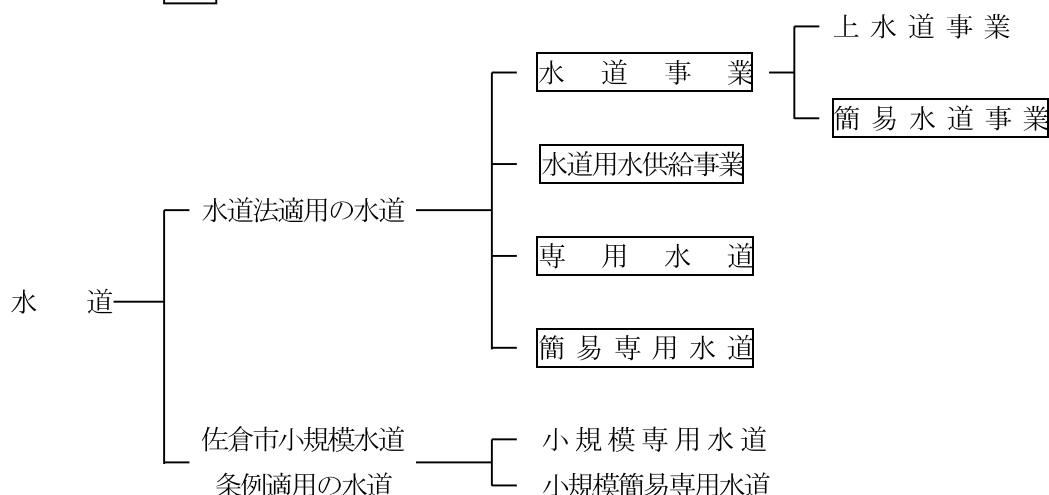 上水道事業
水道事業
簡易水道事業
水道用水供給事業
水道法適用の水道
専用水道
水道
簡易専用水道
佐倉市小規模水道
小規模専用水道
条例適用の水道
小規模簡易専用水道